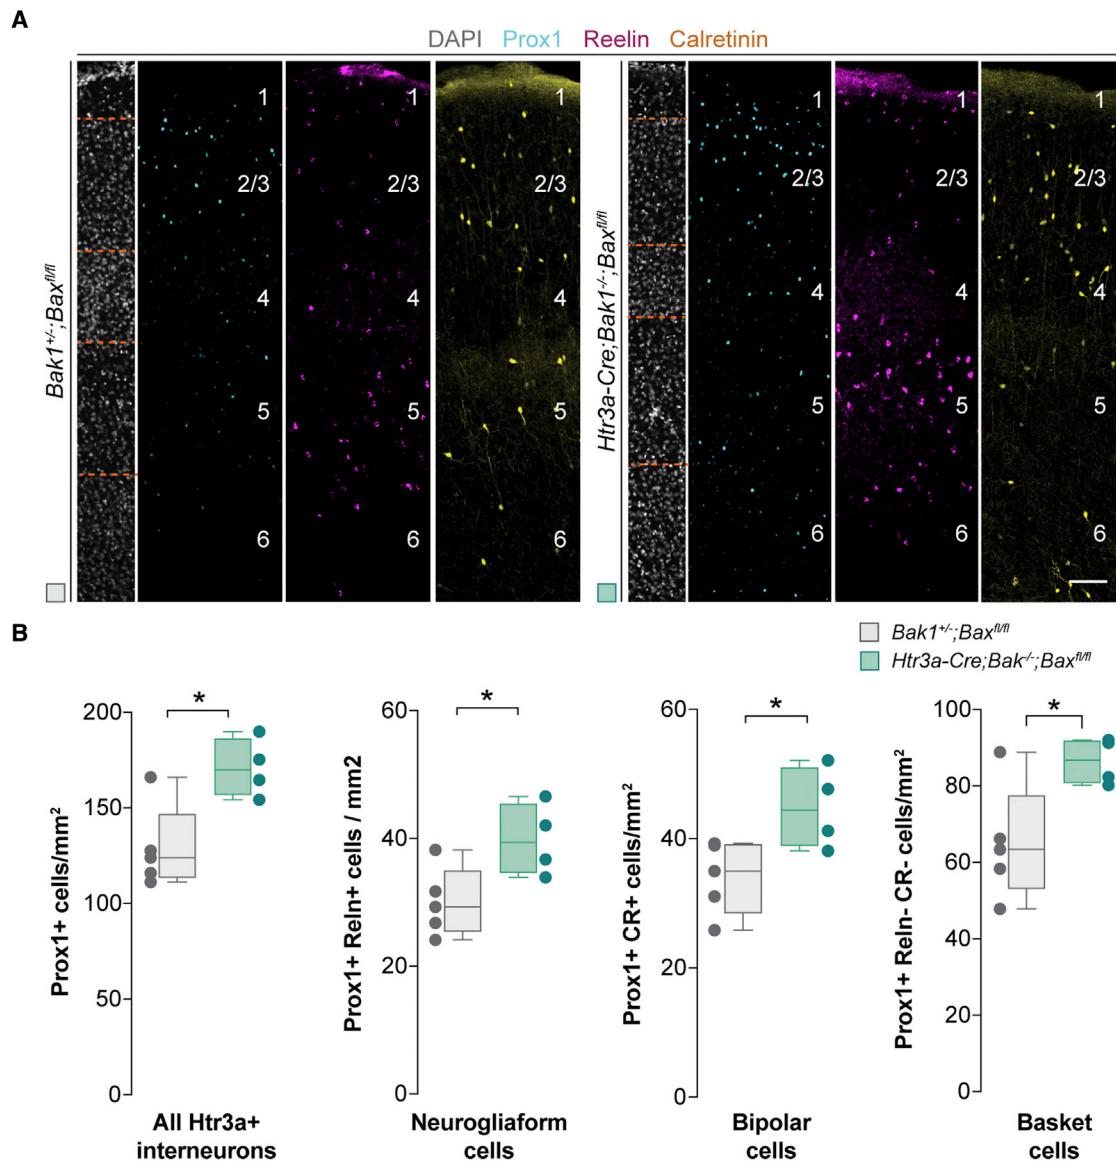 A
DAPI Prox1 Reelin Calretinin
Bak1+/-;Baxfl/fl
1 1 1
2/3 2/3 2/3
4 4 4
5 5 5
6 6 6
Htr3a-Cre;Bak1-/-;Baxfl/fl
1 1 1
2/3 2/3 2/3
4 4 4
5 5 5
6 6 6
B
Bak1+/-;Baxfl/fl
Htr3a-Cre;Bak-/-;Baxfl/fl
Prox1+ cells/mm²
200
150
100
50
0
*
All Htr3a+
interneurons
Prox1+ Reln+ cells / mm2
60
40
20
0
*
Neurogliaform
cells
Prox1+ CR+ cells/mm²
60
40
20
0
*
Bipolar
cells
Prox1+ Reln- CR- cells/mm²
100
80
60
40
20
0
*
Basket
cells